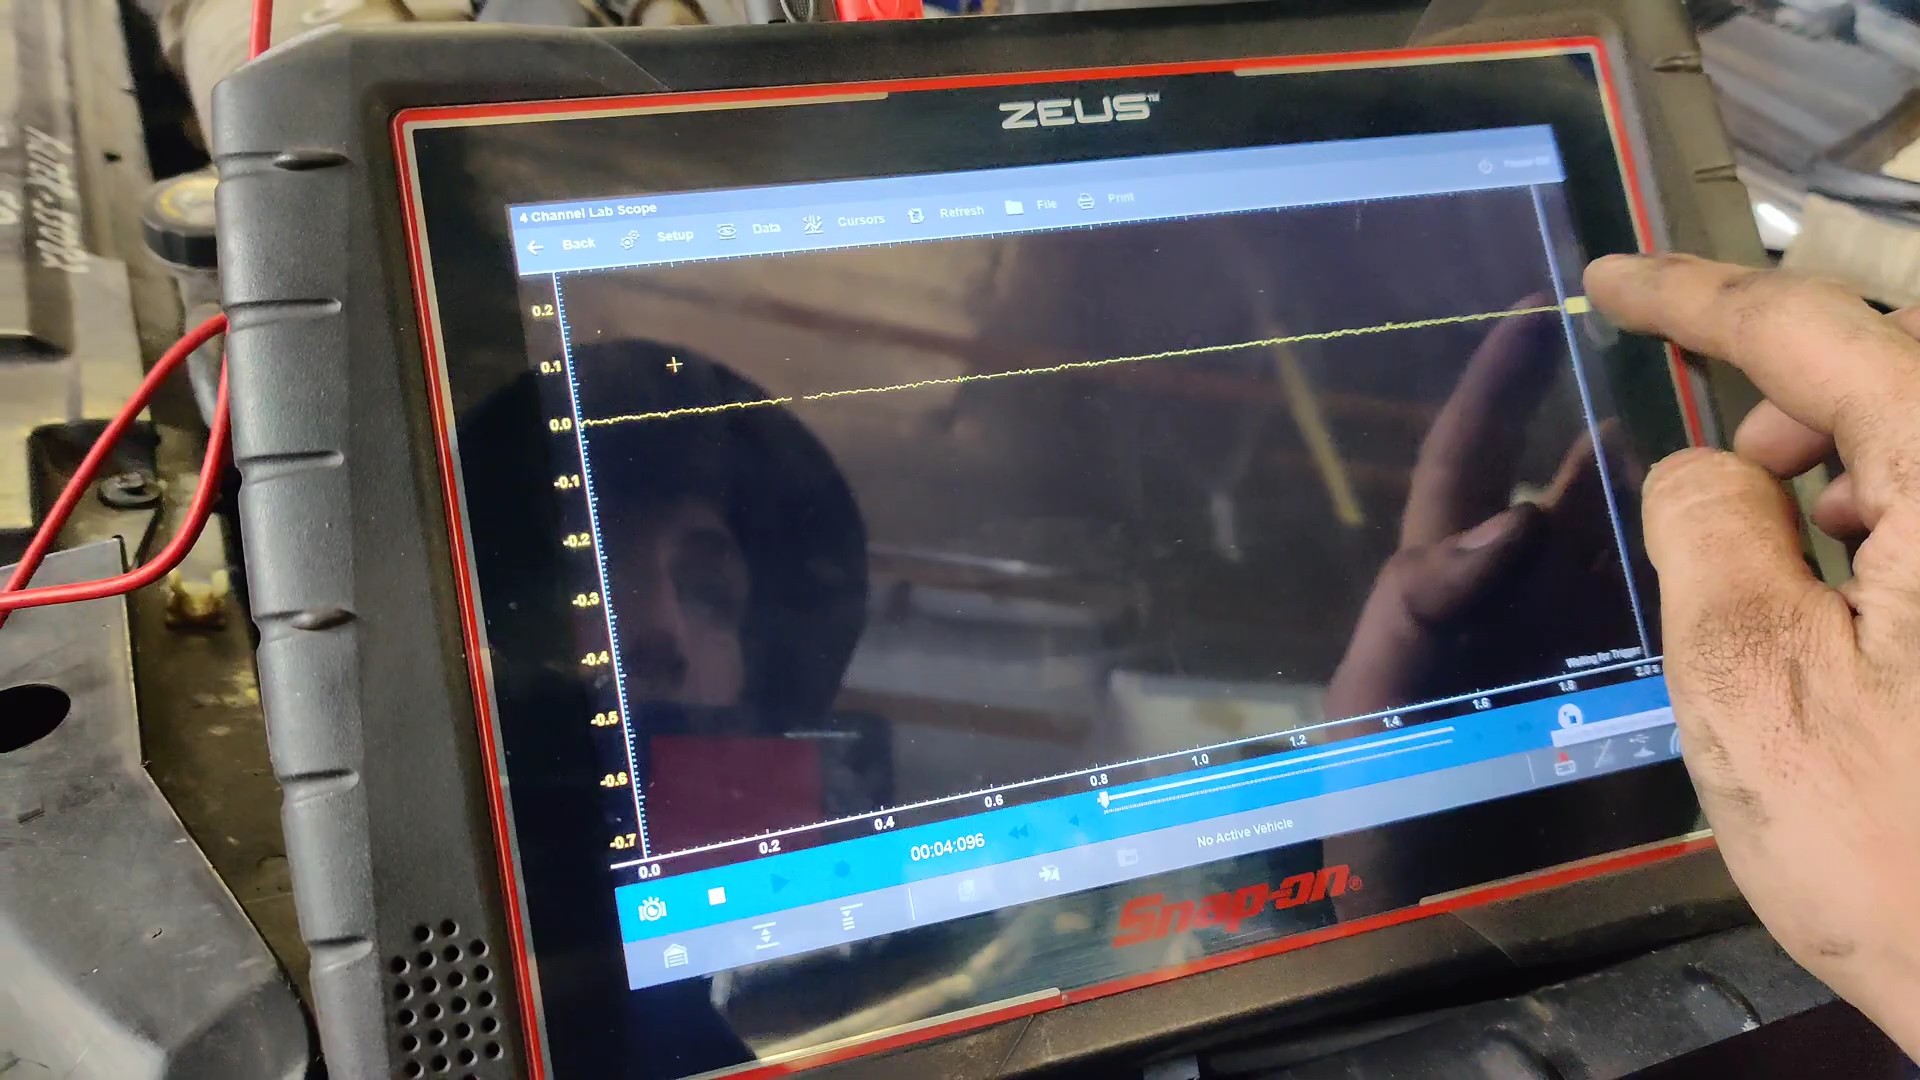 ZEUS™
4 Channel Lab Scope
Back
Setup
Data
Cursors
Refresh
File
Print
0.2
0.1
0.0
-0.1
-0.2
-0.3
-0.4
-0.5
-0.6
-0.7
Waiting for Trigger
0.0
0.2
0.4
0.6
0.8
1.0
1.2
1.4
1.6
1.8
2.0 s
00:04:096
No Active Vehicle
Snap-on®